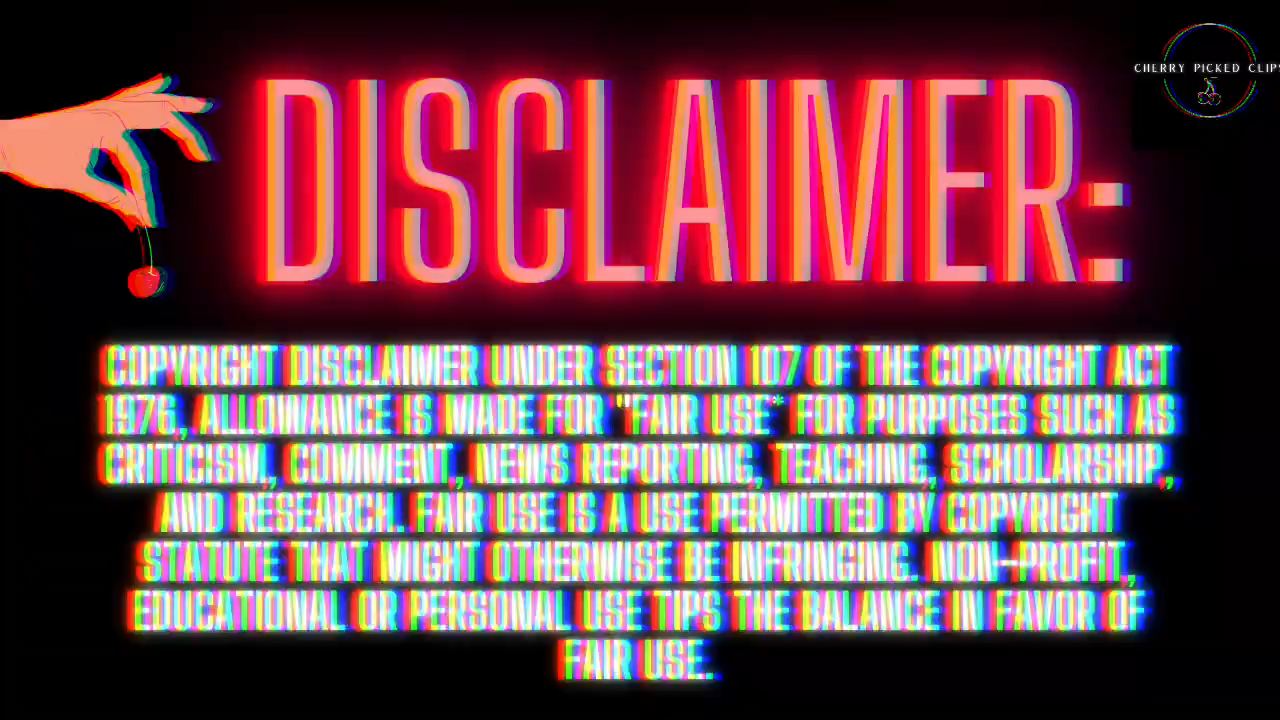 CHERRY PICKED CLIPS
DISCLAIMER:
COPYRIGHT DISCLAIMER UNDER SECTION 107 OF THE COPYRIGHT ACT
1976, ALLOWANCE IS MADE FOR "FAIR USE" FOR PURPOSES SUCH AS
CRITICISM, COMMENT, NEWS REPORTING, TEACHING, SCHOLARSHIP,
AND RESEARCH. FAIR USE IS A USE PERMITTED BY COPYRIGHT
STATUTE THAT MIGHT OTHERWISE BE INFRINGING. NON-PROFIT,
EDUCATIONAL OR PERSONAL USE TIPS THE BALANCE IN FAVOR OF
FAIR USE.